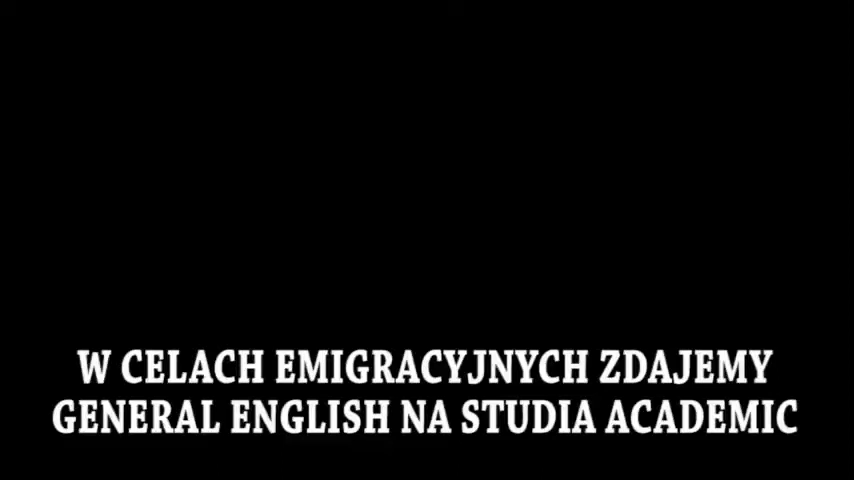 W CELACH EMIGRACYJNYCH ZDAJEMY
GENERAL ENGLISH NA STUDIA ACADEMIC